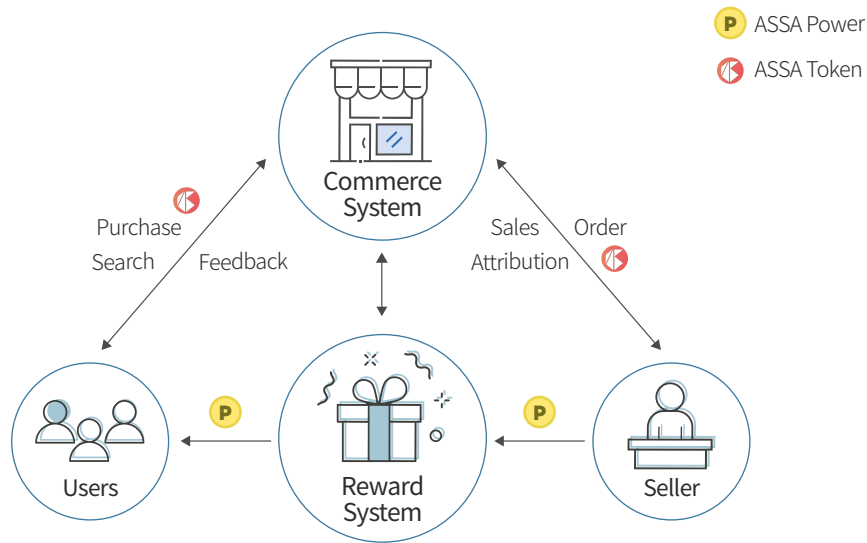 P ASSA Power
ASSA Token
Commerce
System
Purchase
Search
Feedback
Sales
Order
Attribution
P
P
Users
Reward
System
Seller